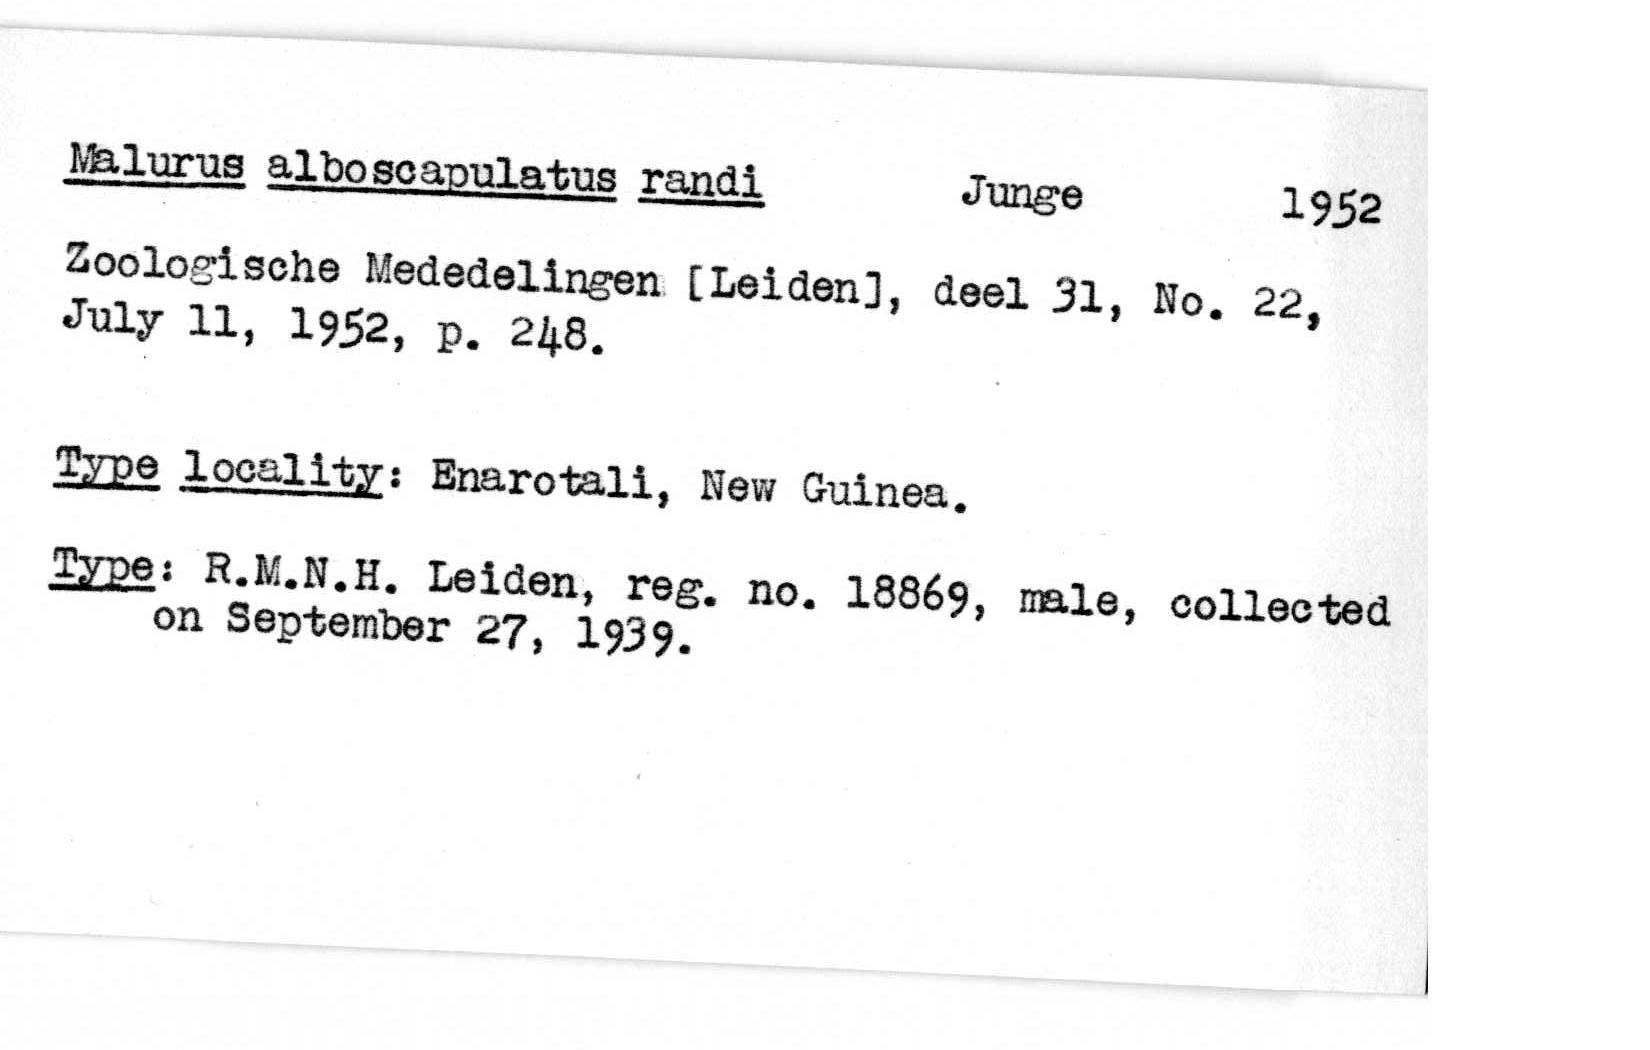 Malurus alboscapulatus randi Junge 1952
Zoologische Mededelingen [Leiden], deel 31, No. 22,
July 11, 1952, p. 248.
Type locality: Enarotali, New Guinea.
Type: R.M.N.H. Leiden, reg. no. 18869, male, collected
on September 27, 1939.